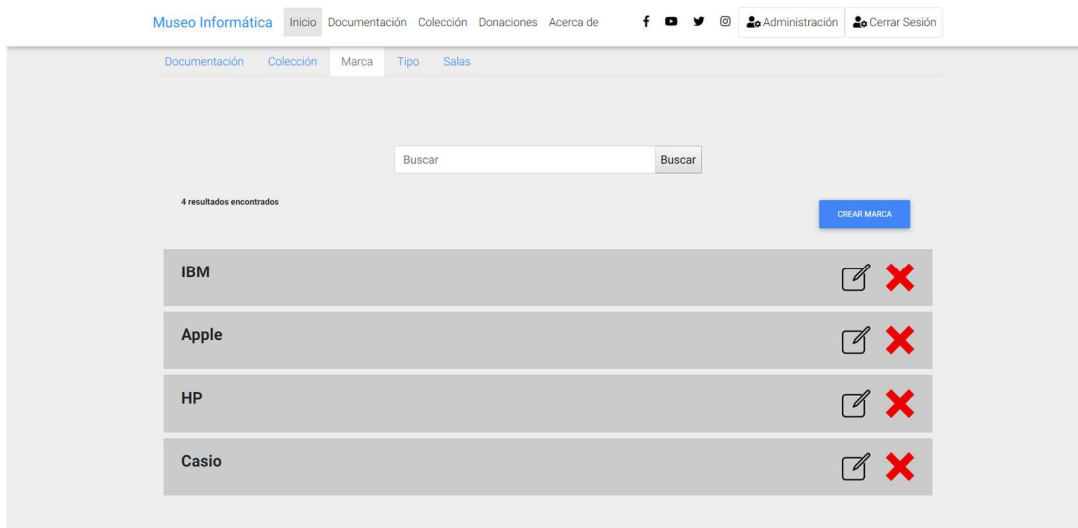 Museo Informática Inicio Documentación Colección Donaciones Acerca de Administración Cerrar Sesión
Documentación Colección Marca Tipo Salas
Buscar Buscar
4 resultados encontrados
CREAR MARCA
IBM
Apple
HP
Casio